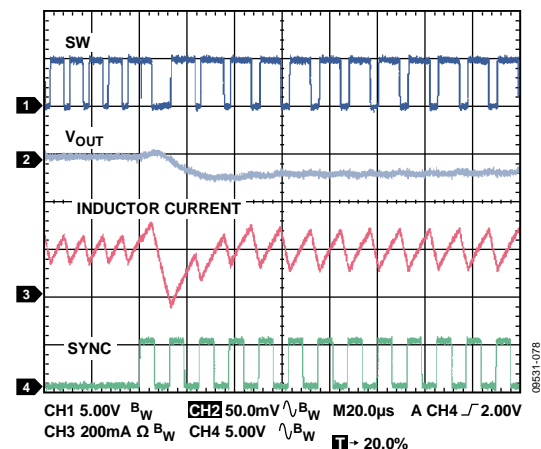 SW
1
VOUT
2
INDUCTOR CURRENT
3
SYNC
4
CH1 5.00V BW CH2 50.0mV BW M20.0µs A CH4 2.00V
CH3 200mA Ω BW CH4 5.00V BW
T 20.0%
09531-078